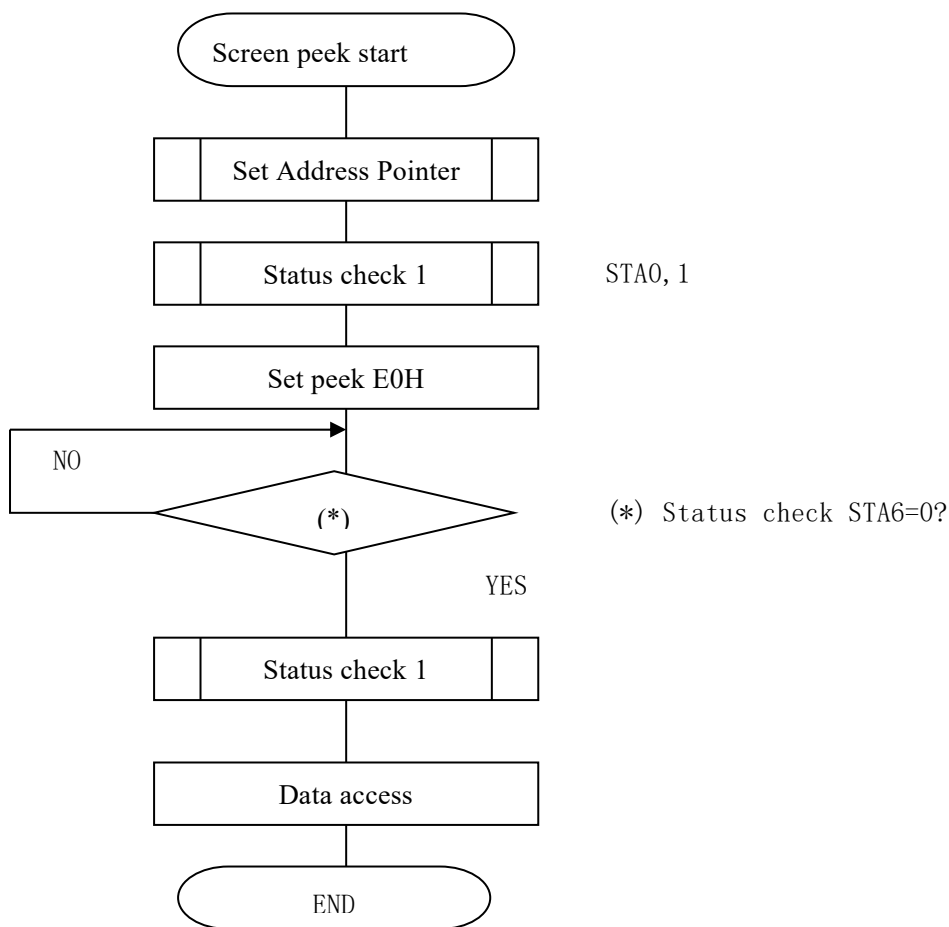 Screen peek start
Set Address Pointer
Status check 1
STA0, 1
Set peek E0H
NO
(*)
(*) Status check STA6=0?
YES
Status check 1
Data access
END